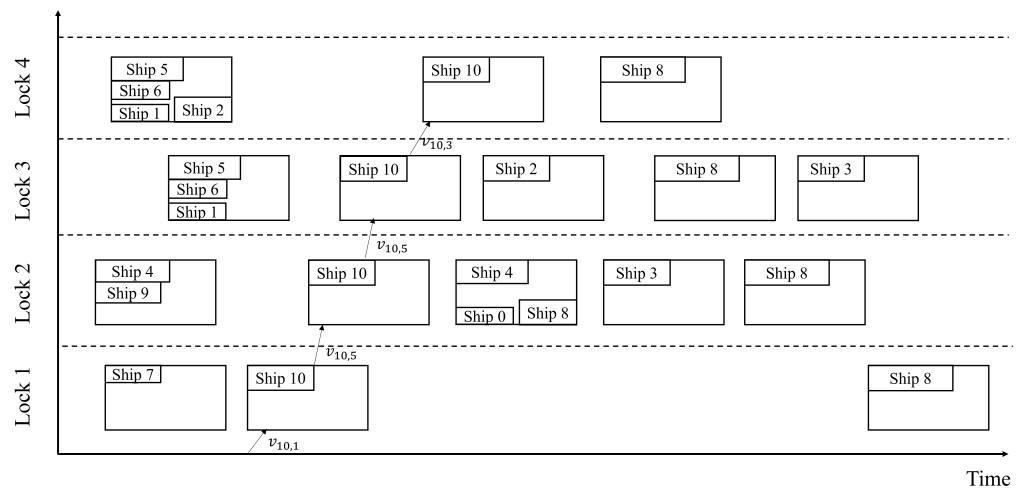 Lock 4
Ship 5
Ship 6
Ship 1
Ship 2
Ship 10
Ship 8
v10,3
Lock 3
Ship 5
Ship 6
Ship 1
Ship 10
Ship 2
Ship 8
Ship 3
v10,5
Lock 2
Ship 4
Ship 9
Ship 10
Ship 4
Ship 0
Ship 8
Ship 3
Ship 8
v10,5
Lock 1
Ship 7
Ship 10
Ship 8
v10,1
Time